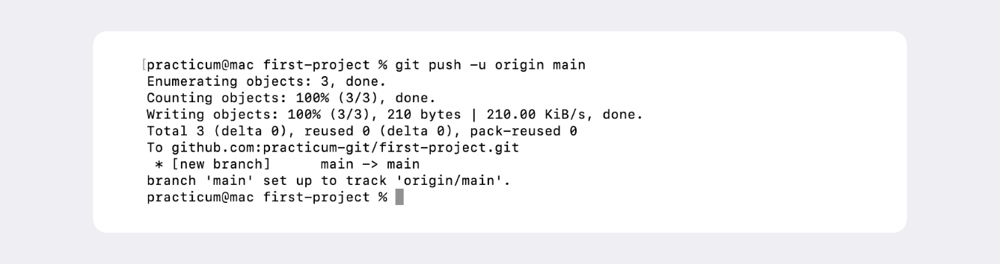 [practicum@mac first-project % git push -u origin main
Enumerating objects: 3, done.
Counting objects: 100% (3/3), done.
Writing objects: 100% (3/3), 210 bytes | 210.00 KiB/s, done.
Total 3 (delta 0), reused 0 (delta 0), pack-reused 0
To github.com:practicum-git/first-project.git
 * [new branch]      main -> main
branch 'main' set up to track 'origin/main'.
practicum@mac first-project %